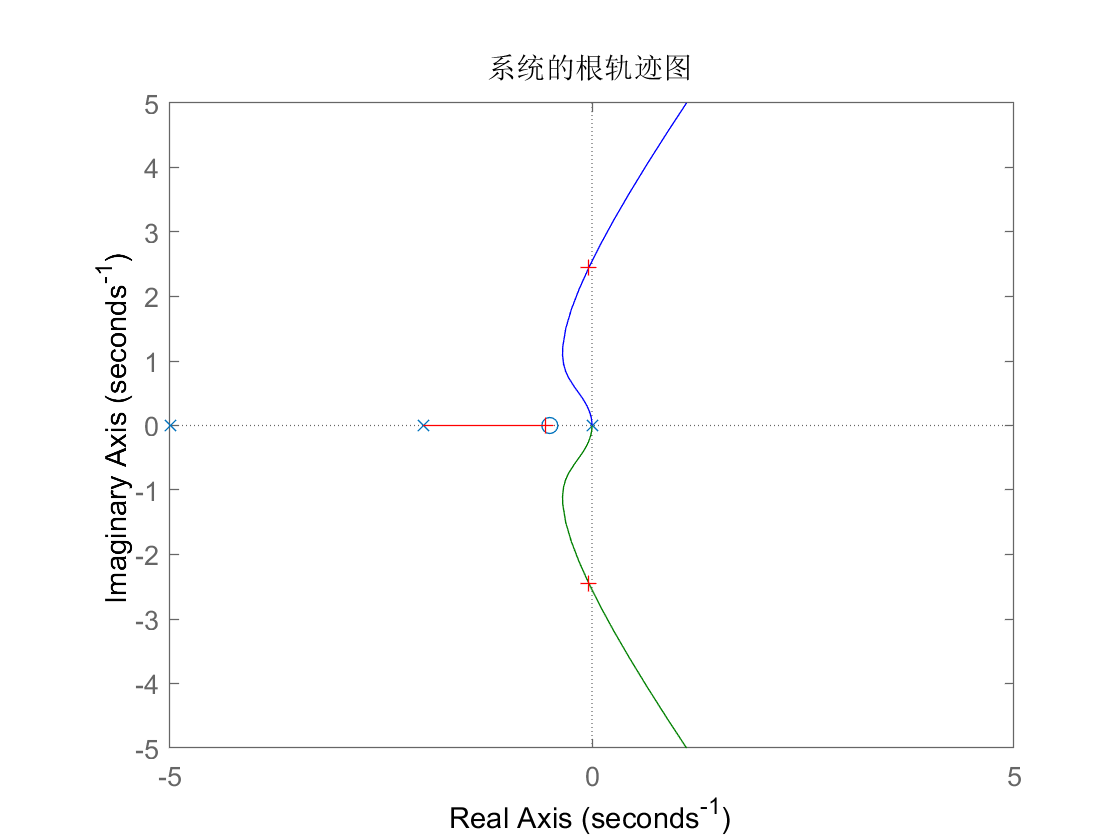 系统的根轨迹图
5
4
3
2
1
0
-1
-2
-3
-4
-5
Imaginary Axis (seconds⁻¹)
-5 0 5
Real Axis (seconds⁻¹)